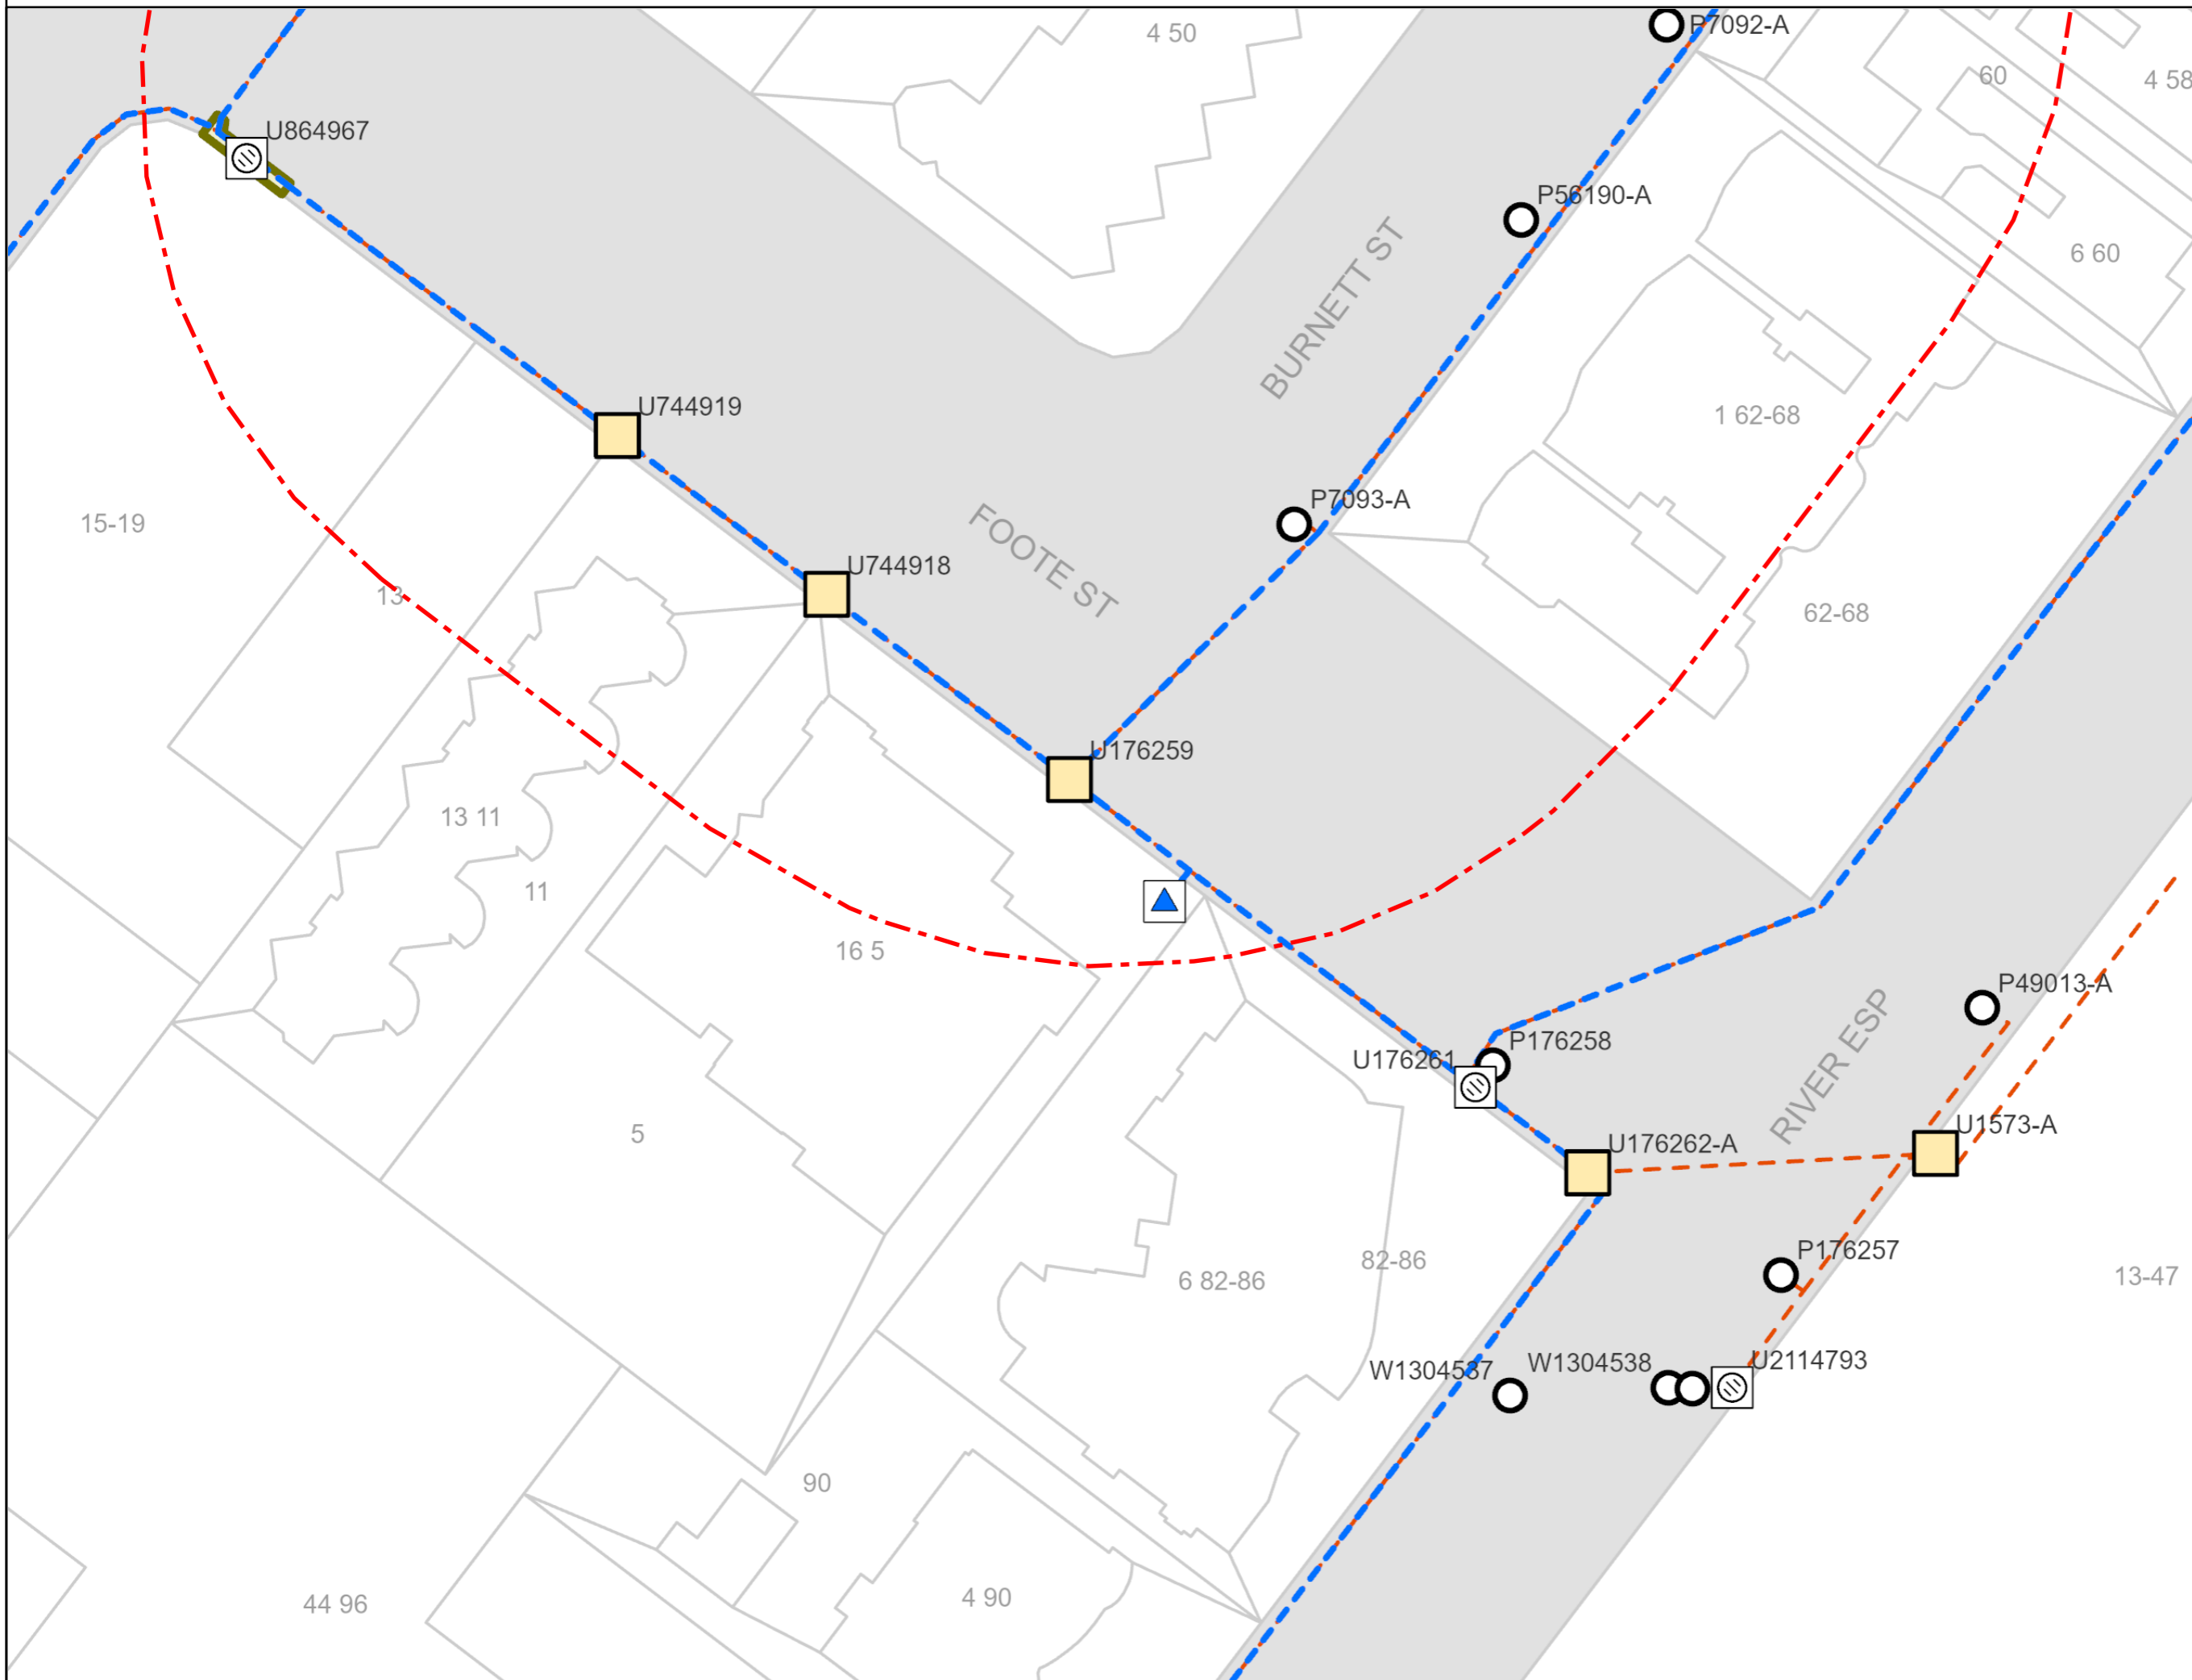 4 50
P7092-A
60
4 58
U864967
P56190-A
6 60
BURNETT ST
U744919
1 62-68
P7093-A
15-19
FOOTE ST
U744918
13
62-68
U176259
13 11
11
16 5
P49013-A
RIVER ESP
P176258
U176261
U1573-A
5
U176262-A
P176257
82-86
6 82-86
13-47
W1304537
W1304538
U2114793
90
4 90
44 96